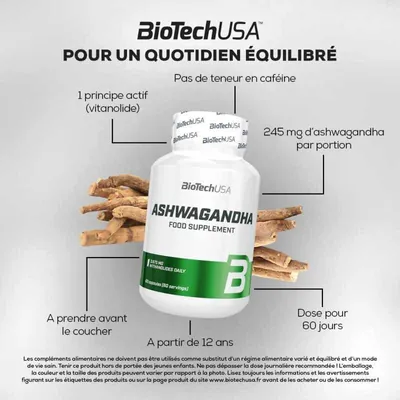 BioTechUSA™
POUR UN QUOTIDIEN ÉQUILIBRÉ
Pas de teneur en caféine
1 principe actif
(vitanolide)
245 mg d'ashwagandha
par portion
BioTechUSA
ASHWAGANDHA
FOOD SUPPLEMENT
DAILY
A prendre avant
le coucher
A partir de 12 ans
Dose pour
60 jours
Les compléments alimentaires ne doivent pas être utilisés comme substitut d'un régime alimentaire varié et équilibré et d'un mode
de vie sain. Tenir ce produit hors de portée des jeunes enfants. Ne pas dépasser la dose journalière recommandée ! L'emballage,
la couleur et la taille des produits peuvent varier par rapport à la photo. Lisez toujours les informations et les avertissements
figurant sur les étiquettes des produits ou sur la page du site www.biotechusa.fr avant de les acheter ou de les consommer !